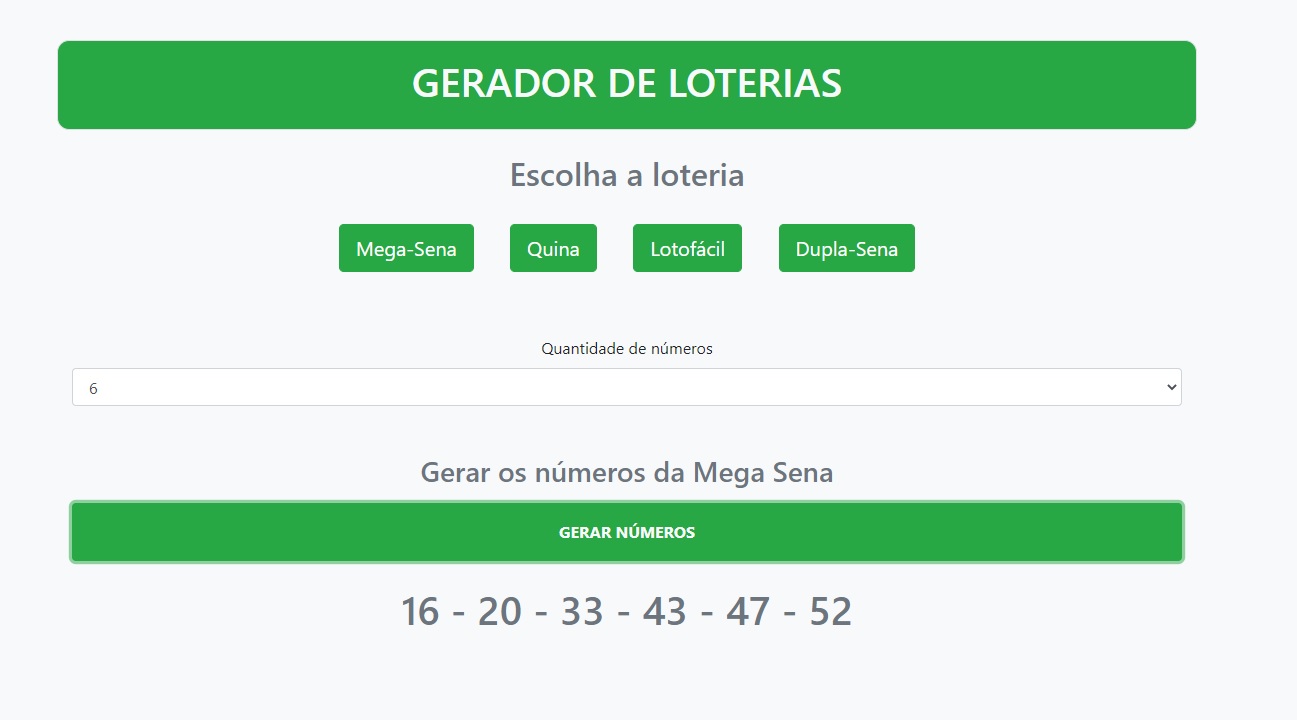 GERADOR DE LOTERIAS
Escolha a loteria
Mega-Sena Quina Lotofácil Dupla-Sena
Quantidade de números
6
Gerar os números da Mega Sena
GERAR NÚMEROS
16 - 20 - 33 - 43 - 47 - 52